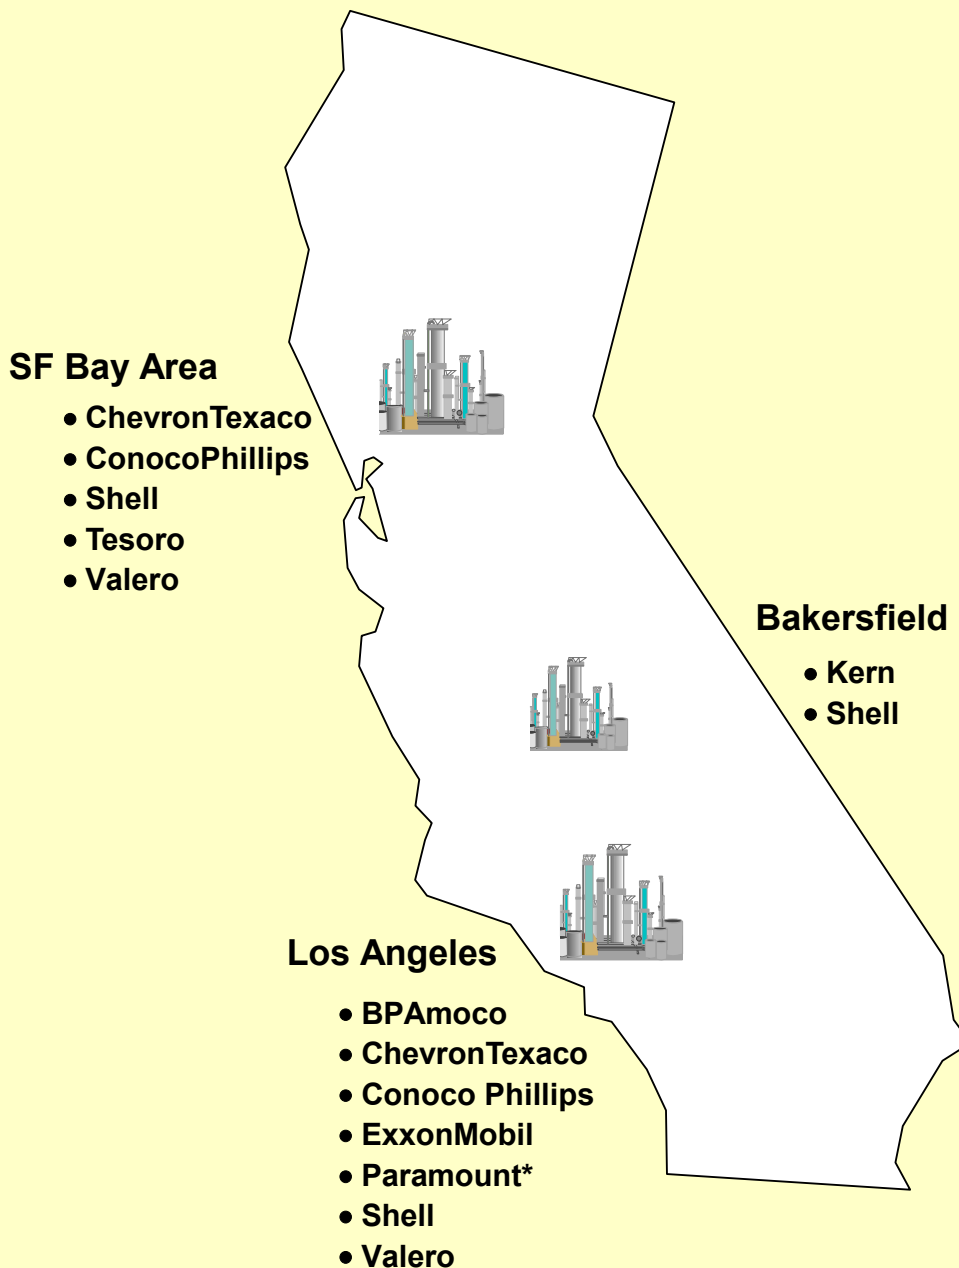 SF Bay Area
• ChevronTexaco
• ConocoPhillips
• Shell
• Tesoro
• Valero
Bakersfield
• Kern
• Shell
Los Angeles
• BPAmoco
• ChevronTexaco
• Conoco Phillips
• ExxonMobil
• Paramount*
• Shell
• Valero